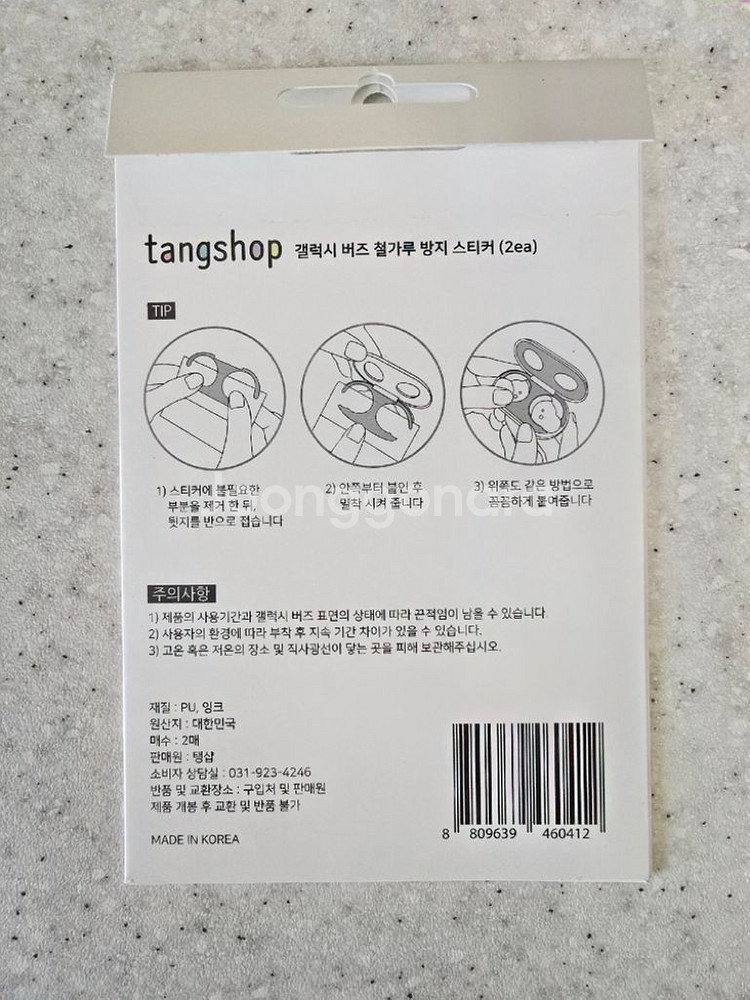 tangshop 갤럭시 버즈 철가루 방지 스티커 (2ea)
TIP
1) 스티커에 불필요한
부분을 제거 한 뒤,
뒷지를 반으로 접습니다
2) 안쪽부터 붙인 후
밀착 시켜 줍니다
3) 위쪽도 같은 방법으로
꼼꼼하게 붙여줍니다
joonggonara
주의사항
1) 제품의 사용기간과 갤럭시 버즈 표면의 상태에 따라 끈적임이 남을 수 있습니다.
2) 사용자의 환경에 따라 부착 후 지속 기간 차이가 있을 수 있습니다.
3) 고온 혹은 저온의 장소 및 직사광선이 닿는 곳을 피해 보관해주십시오.
재질 : PU, 잉크
원산지 : 대한민국
매수 : 2매
판매원 : 탱샵
소비자 상담실 : 031-923-4246
반품 및 교환장소 : 구입처 및 판매원
제품 개봉 후 교환 및 반품 불가
MADE IN KOREA
8 809639 460412